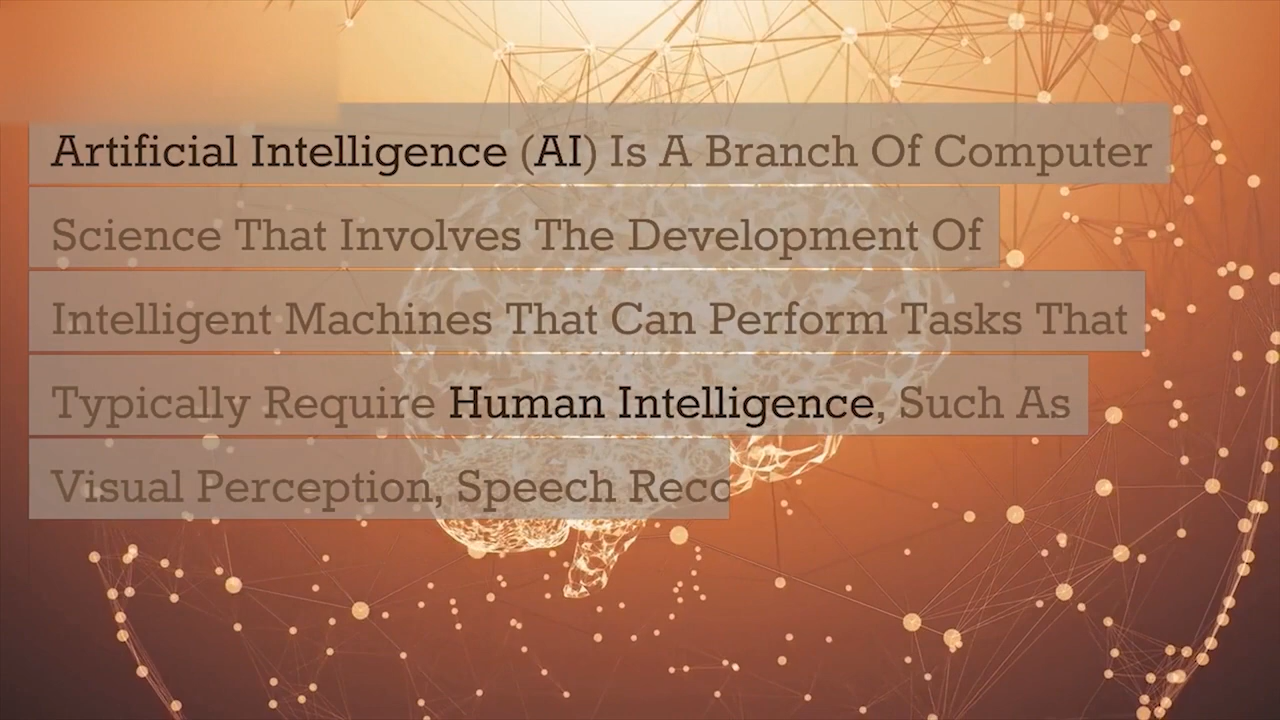 Artificial Intelligence (AI) Is A Branch Of Computer
Science That Involves The Development Of
Intelligent Machines That Can Perform Tasks That
Typically Require Human Intelligence, Such As
Visual Perception, Speech Reco